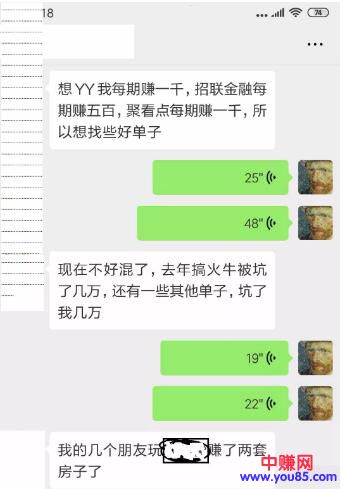 18
74
想YY我每期赚一千，招联金融每
期赚五百，聚看点每期赚一千，所
以想找些好单子
25"
48"
现在不好混了，去年搞火牛被坑
了几万，还有一些其他单子，坑了
我几万
19"
22"
我的几个朋友玩 赚了两套
房子了
中赚网
www.you85.com